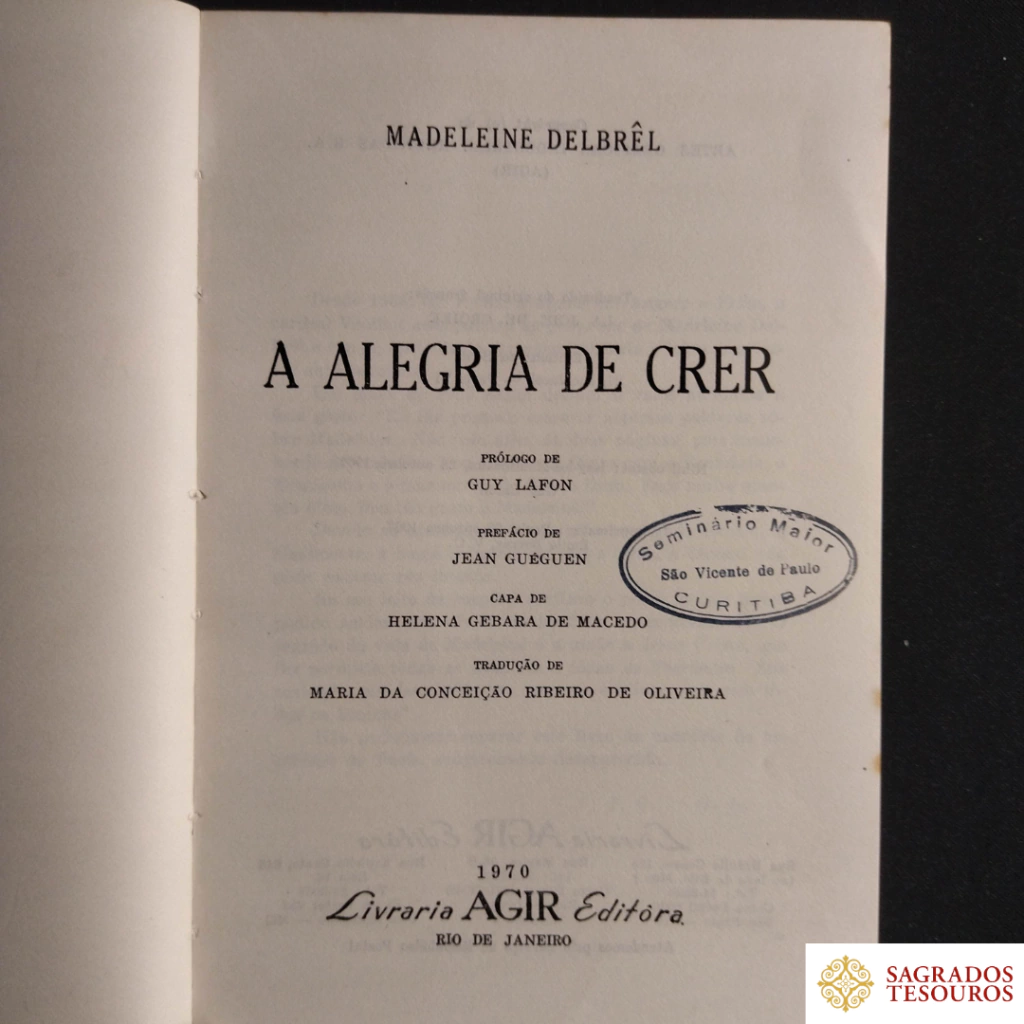 MADELEINE DELBRÊL
A ALEGRIA DE CRER
PRÓLOGO DE
GUY LAFON
PREFÁCIO DE
JEAN GUÉGUEN
CAPA DE
HELENA GEBARA DE MACEDO
TRADUÇÃO DE
MARIA DA CONCEIÇÃO RIBEIRO DE OLIVEIRA
Seminário Maior
São Vicente de Paulo
CURITIBA
1970
Livraria AGIR Editôra
RIO DE JANEIRO
SAGRADOS
TESOUROS